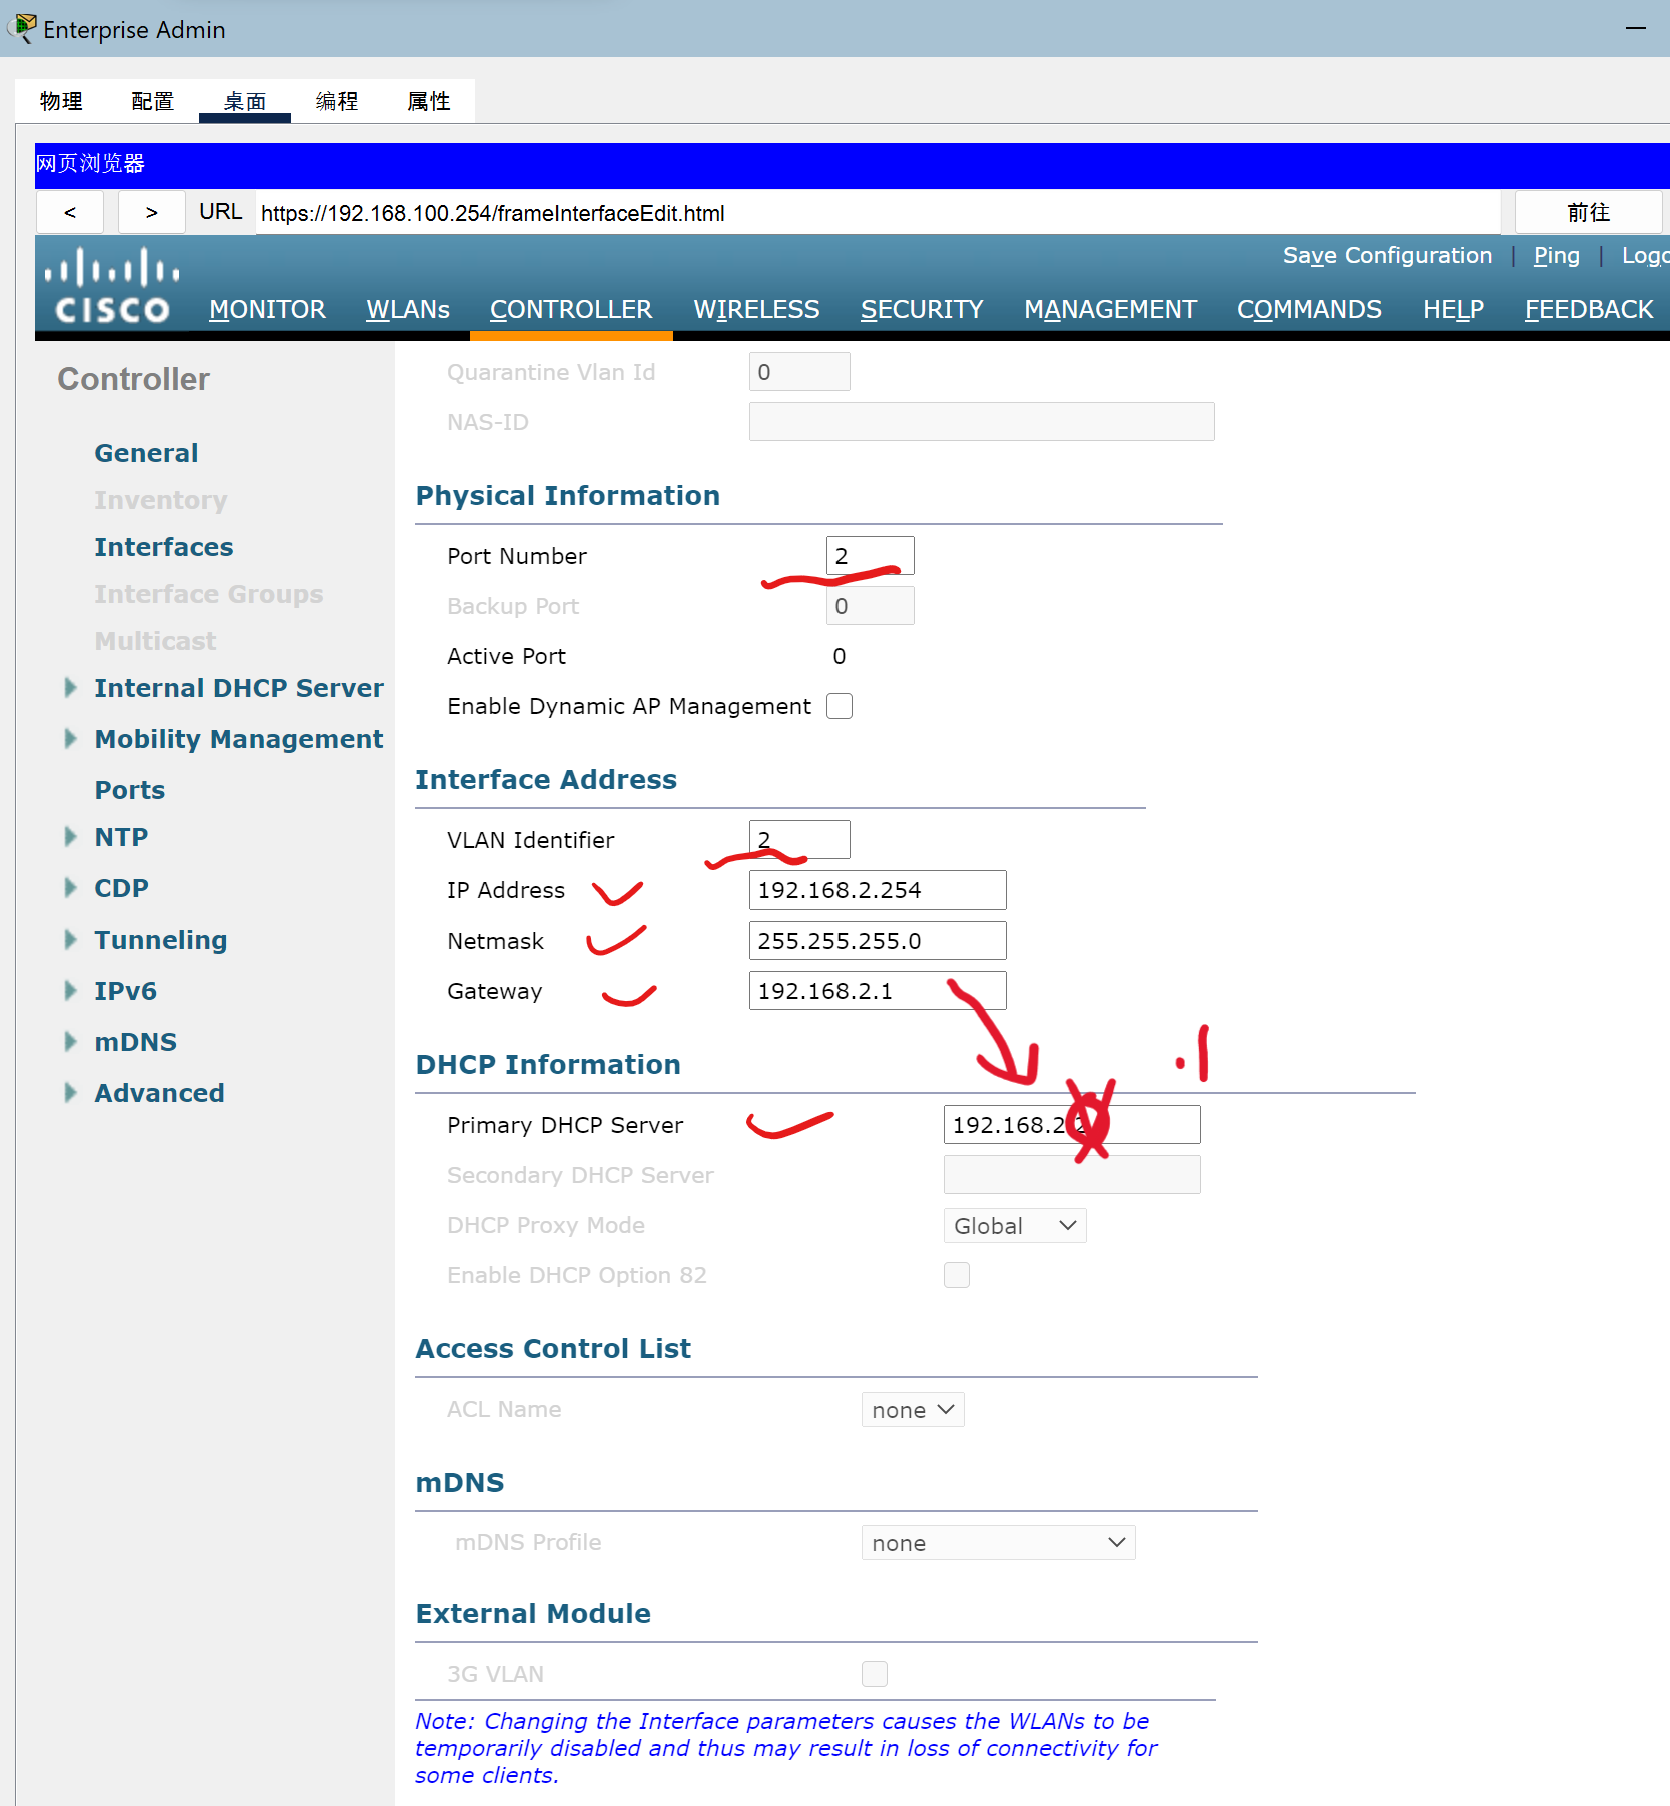 Enterprise Admin
物理 配置 桌面 编程 属性
网页浏览器
< > URL https://192.168.100.254/frameInterfaceEdit.html 前往
Save Configuration | Ping | Logo
CISCO MONITOR WLANs CONTROLLER WIRELESS SECURITY MANAGEMENT COMMANDS HELP FEEDBACK
Controller
General
Inventory
Interfaces
Interface Groups
Multicast
Internal DHCP Server
Mobility Management
Ports
NTP
CDP
Tunneling
IPv6
mDNS
Advanced
Quarantine Vlan Id 0
NAS-ID
Physical Information
Port Number 2
Backup Port 0
Active Port 0
Enable Dynamic AP Management
Interface Address
VLAN Identifier 2
IP Address 192.168.2.254
Netmask 255.255.255.0
Gateway 192.168.2.1
.1
DHCP Information
Primary DHCP Server 192.168.2
Secondary DHCP Server
DHCP Proxy Mode Global
Enable DHCP Option 82
Access Control List
ACL Name none
mDNS
mDNS Profile none
External Module
3G VLAN
Note: Changing the Interface parameters causes the WLANs to be
temporarily disabled and thus may result in loss of connectivity for
some clients.